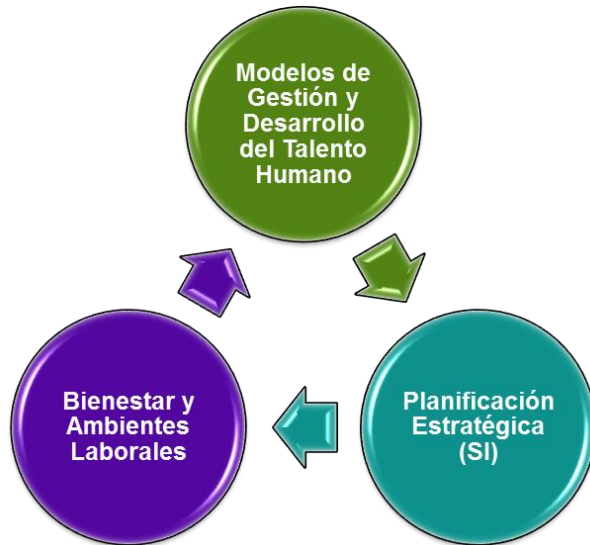 Modelos de
Gestión y
Desarrollo
del Talento
Humano
Bienestar y
Ambientes
Laborales
Planificación
Estratégica
(SI)